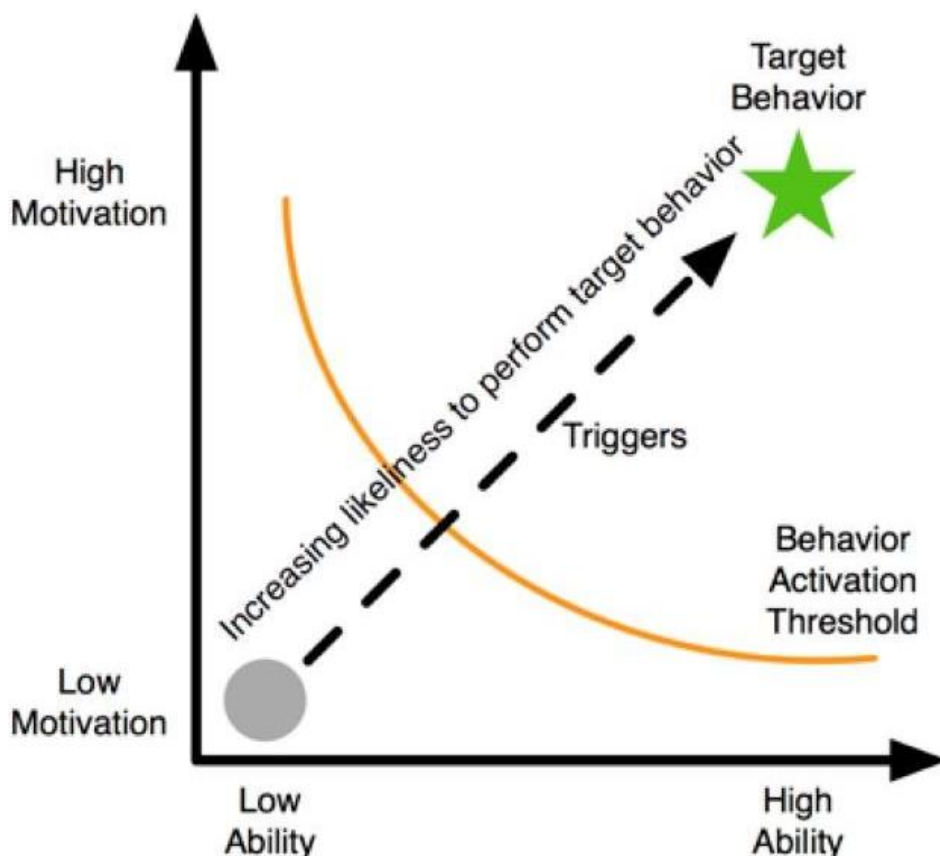 Target
Behavior
High
Motivation
Increasing likeliness to perform target behavior
Triggers
Behavior
Activation
Threshold
Low
Motivation
Low
Ability
High
Ability